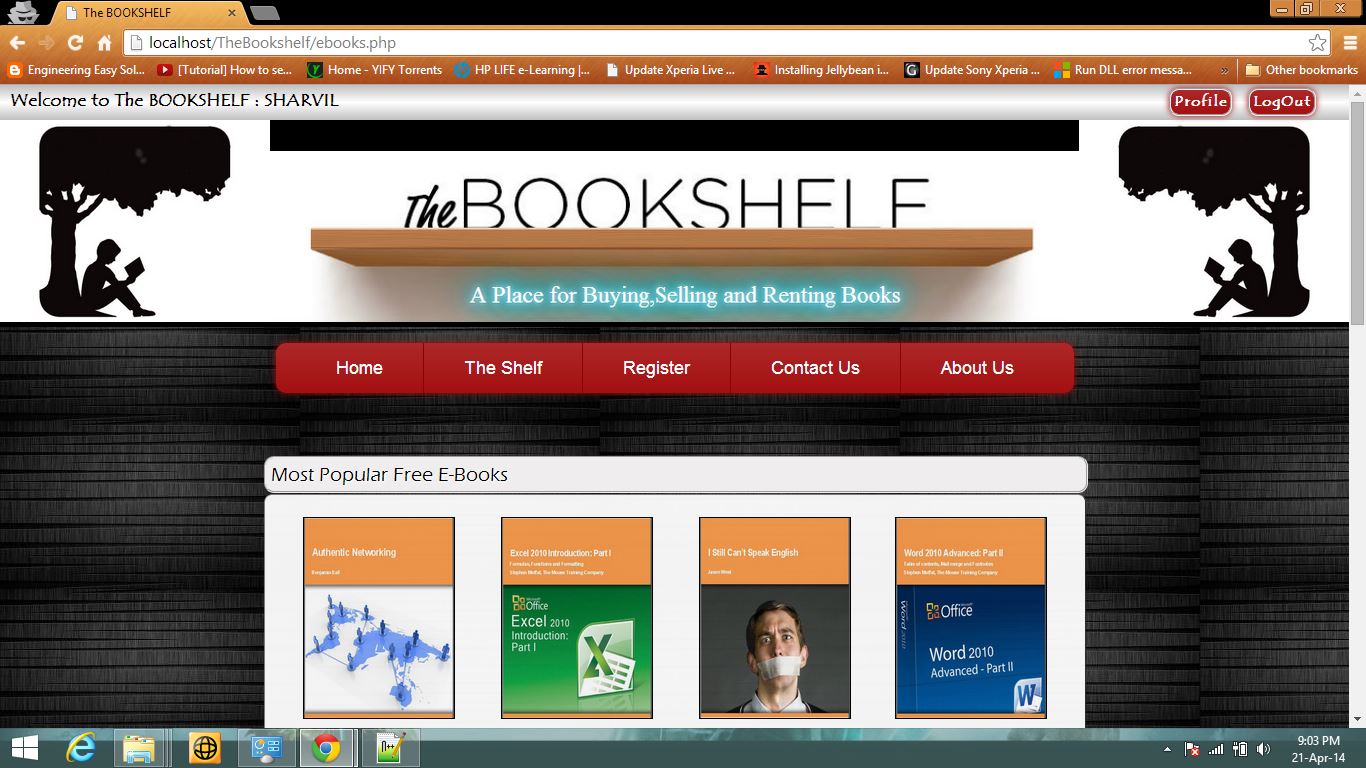 The BOOKSHELF
localhost/TheBookshelf/ebooks.php
Engineering Easy Sol... [Tutorial] How to se... Home - YIFY Torrents HP LIFE e-Learning |... Update Xperia Live ... Installing Jellybean i... Update Sony Xperia ... Run DLL error messa... » Other bookmarks
Welcome to The BOOKSHELF : SHARVIL
Profile LogOut
The BOOKSHELF
A Place for Buying,Selling and Renting Books
Home The Shelf Register Contact Us About Us
Most Popular Free E-Books
Authentic Networking
Excel 2010 Introduction: Part I
Formulas, Functions and Formatting
Stephen Moffat, The Mouse Training Company
Microsoft
Office
Excel 2010
Introduction:
Part I
I Still Can't Speak English
Jason West
Word 2010 Advanced: Part II
Table of contents, Mail merge and Footnotes
Stephen Moffat, The Mouse Training Company
Word 2010
Office
Word 2010
Advanced - Part II
9:03 PM
21-Apr-14